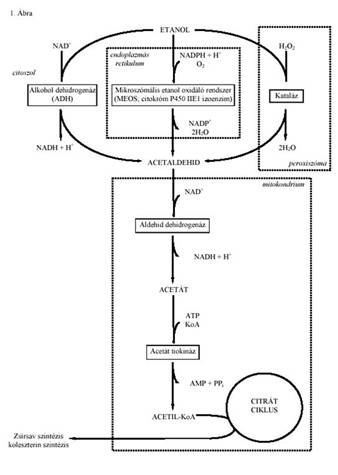 1. Ábra
ETANOL
NAD⁺
endoplazmás
retikulum
NADPH + H⁺
O₂
H₂O₂
citoszol
Alkohol dehidrogenáz
(ADH)
Mikroszómális etanol oxidáló rendszer
(MEOS, citokróm P450 IIE1 izoenzim)
Kataláz
NADH + H⁺
NADP⁺
2H₂O
2H₂O
peroxiszóma
ACETALDEHID
mitokondrium
NAD⁺
Aldehid dehidrogenáz
NADH + H⁺
ACETÁT
ATP
KoA
Acetát tiokináz
AMP + PPᵢ
CITRÁT
CIKLUS
ACETIL-KoA
Zsírsav szintézis
koleszterin szintézis